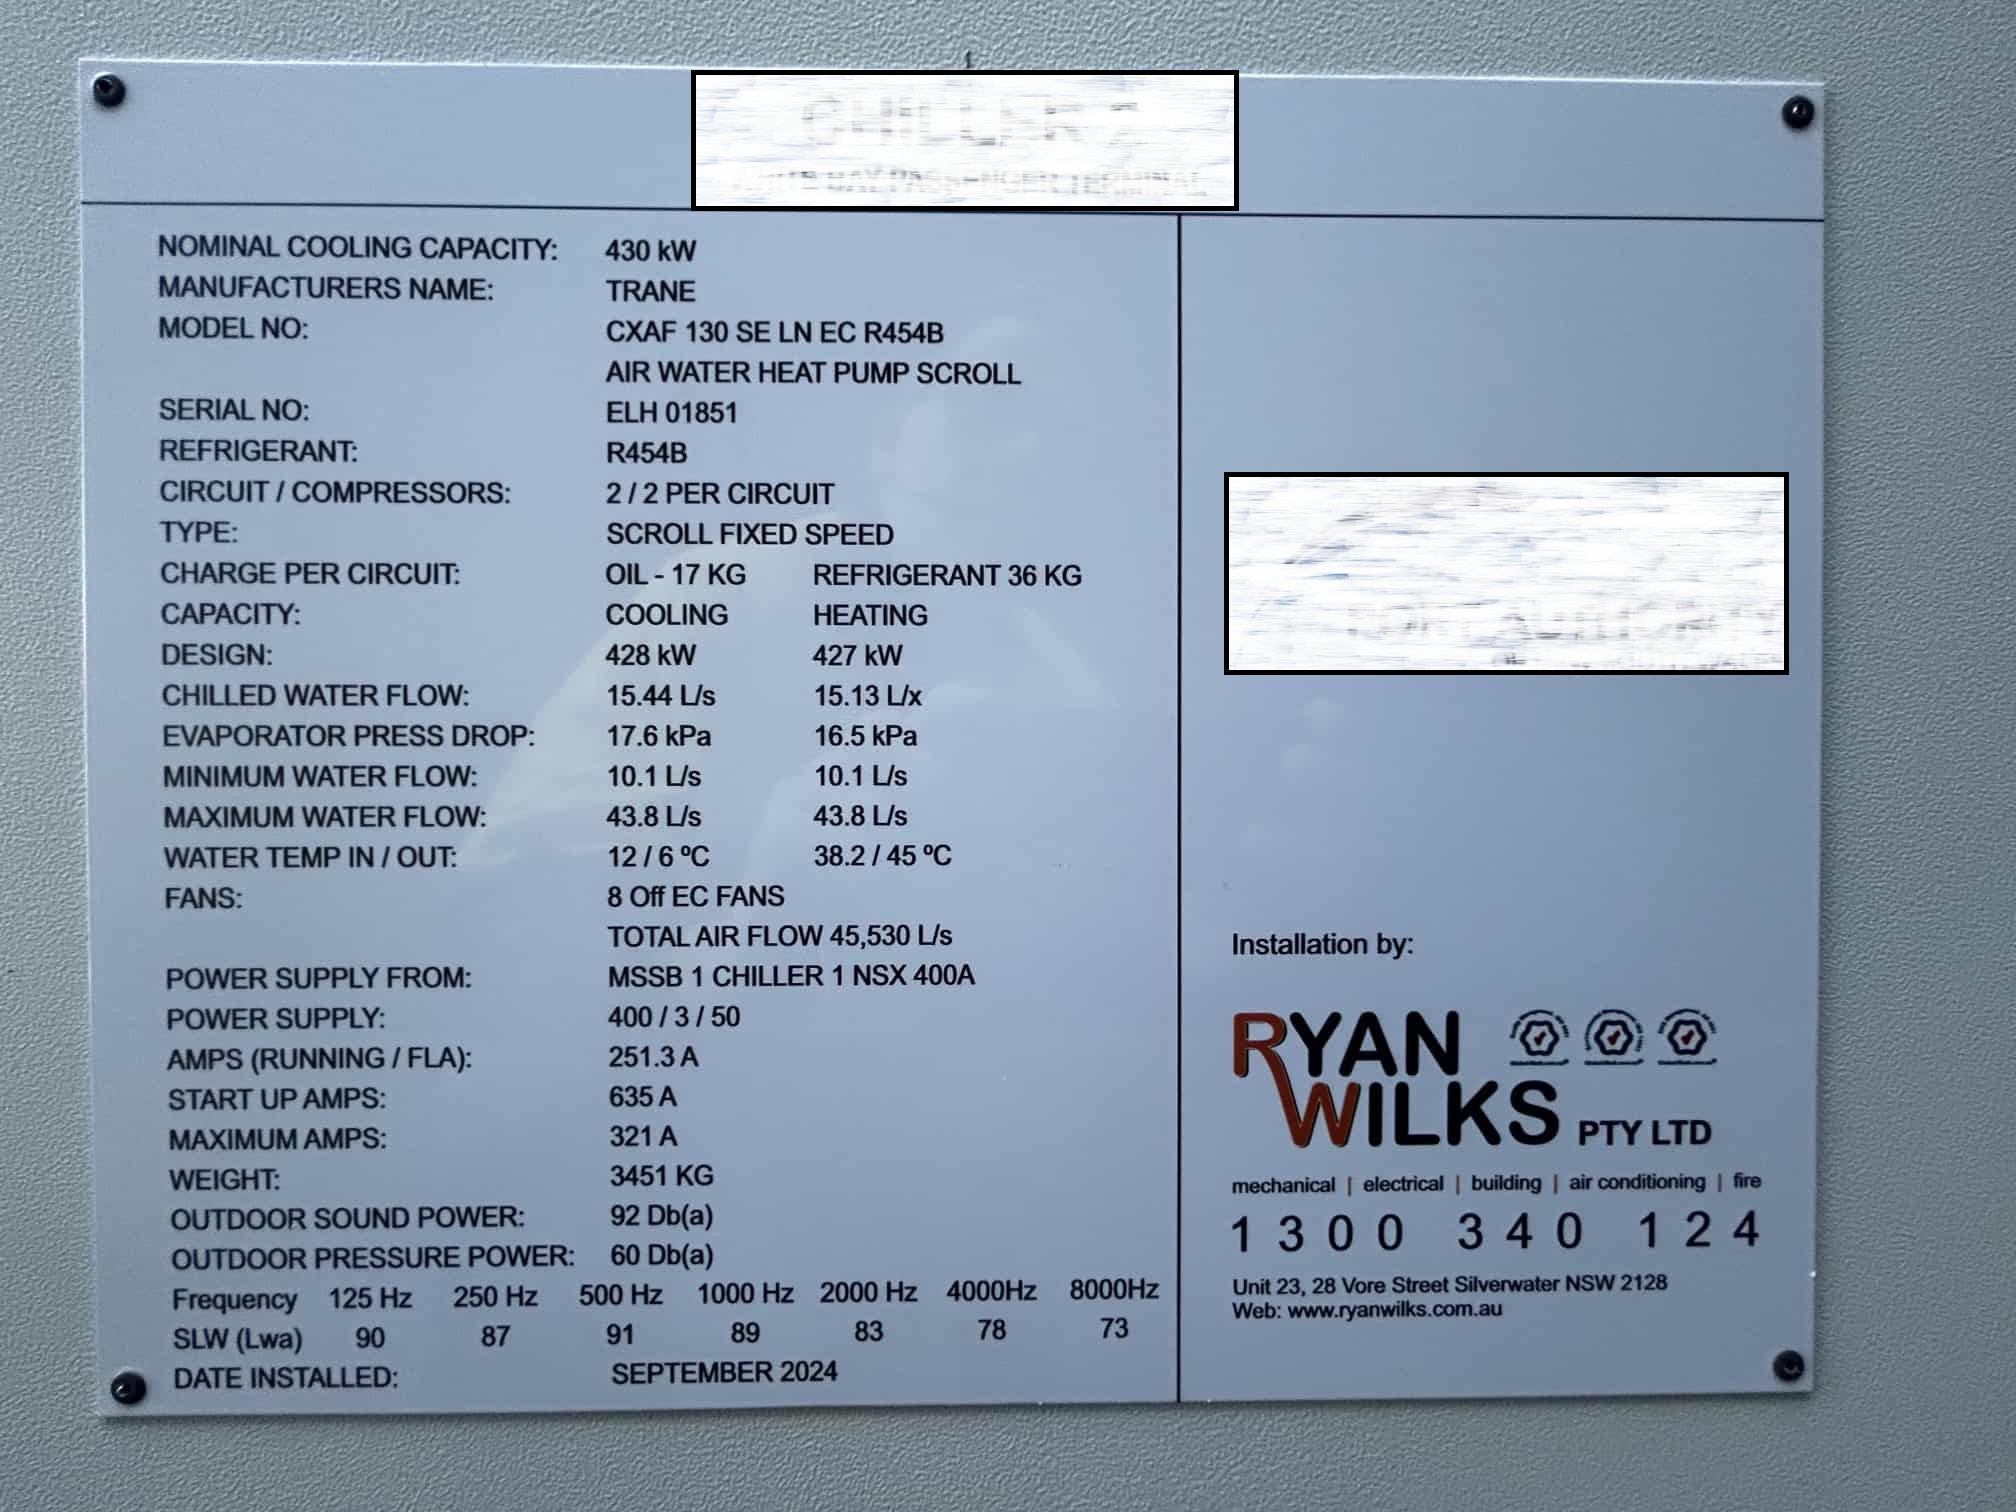 CHILLER 2
WHITE BAY PASSENGER TERMINAL
NOMINAL COOLING CAPACITY: 430 kW
MANUFACTURERS NAME: TRANE
MODEL NO: CXAF 130 SE LN EC R454B
AIR WATER HEAT PUMP SCROLL
SERIAL NO: ELH 01851
REFRIGERANT: R454B
CIRCUIT / COMPRESSORS: 2 / 2 PER CIRCUIT
TYPE: SCROLL FIXED SPEED
CHARGE PER CIRCUIT: OIL - 17 KG REFRIGERANT 36 KG
CAPACITY: COOLING HEATING
DESIGN: 428 kW 427 kW
CHILLED WATER FLOW: 15.44 L/s 15.13 L/x
EVAPORATOR PRESS DROP: 17.6 kPa 16.5 kPa
MINIMUM WATER FLOW: 10.1 L/s 10.1 L/s
MAXIMUM WATER FLOW: 43.8 L/s 43.8 L/s
WATER TEMP IN / OUT: 12 / 6 ºC 38.2 / 45 ºC
FANS: 8 Off EC FANS
TOTAL AIR FLOW 45,530 L/s
POWER SUPPLY FROM: MSSB 1 CHILLER 1 NSX 400A
POWER SUPPLY: 400 / 3 / 50
AMPS (RUNNING / FLA): 251.3 A
START UP AMPS: 635 A
MAXIMUM AMPS: 321 A
WEIGHT: 3451 KG
OUTDOOR SOUND POWER: 92 Db(a)
OUTDOOR PRESSURE POWER: 60 Db(a)
Frequency 125 Hz 250 Hz 500 Hz 1000 Hz 2000 Hz 4000Hz 8000Hz
SLW (Lwa) 90 87 91 89 83 78 73
DATE INSTALLED: SEPTEMBER 2024
PORT AUTHORITY
Installation by:
RYAN
WILKS PTY LTD
mechanical | electrical | building | air conditioning | fire
1300 340 124
Unit 23, 28 Vore Street Silverwater NSW 2128
Web: www.ryanwilks.com.au